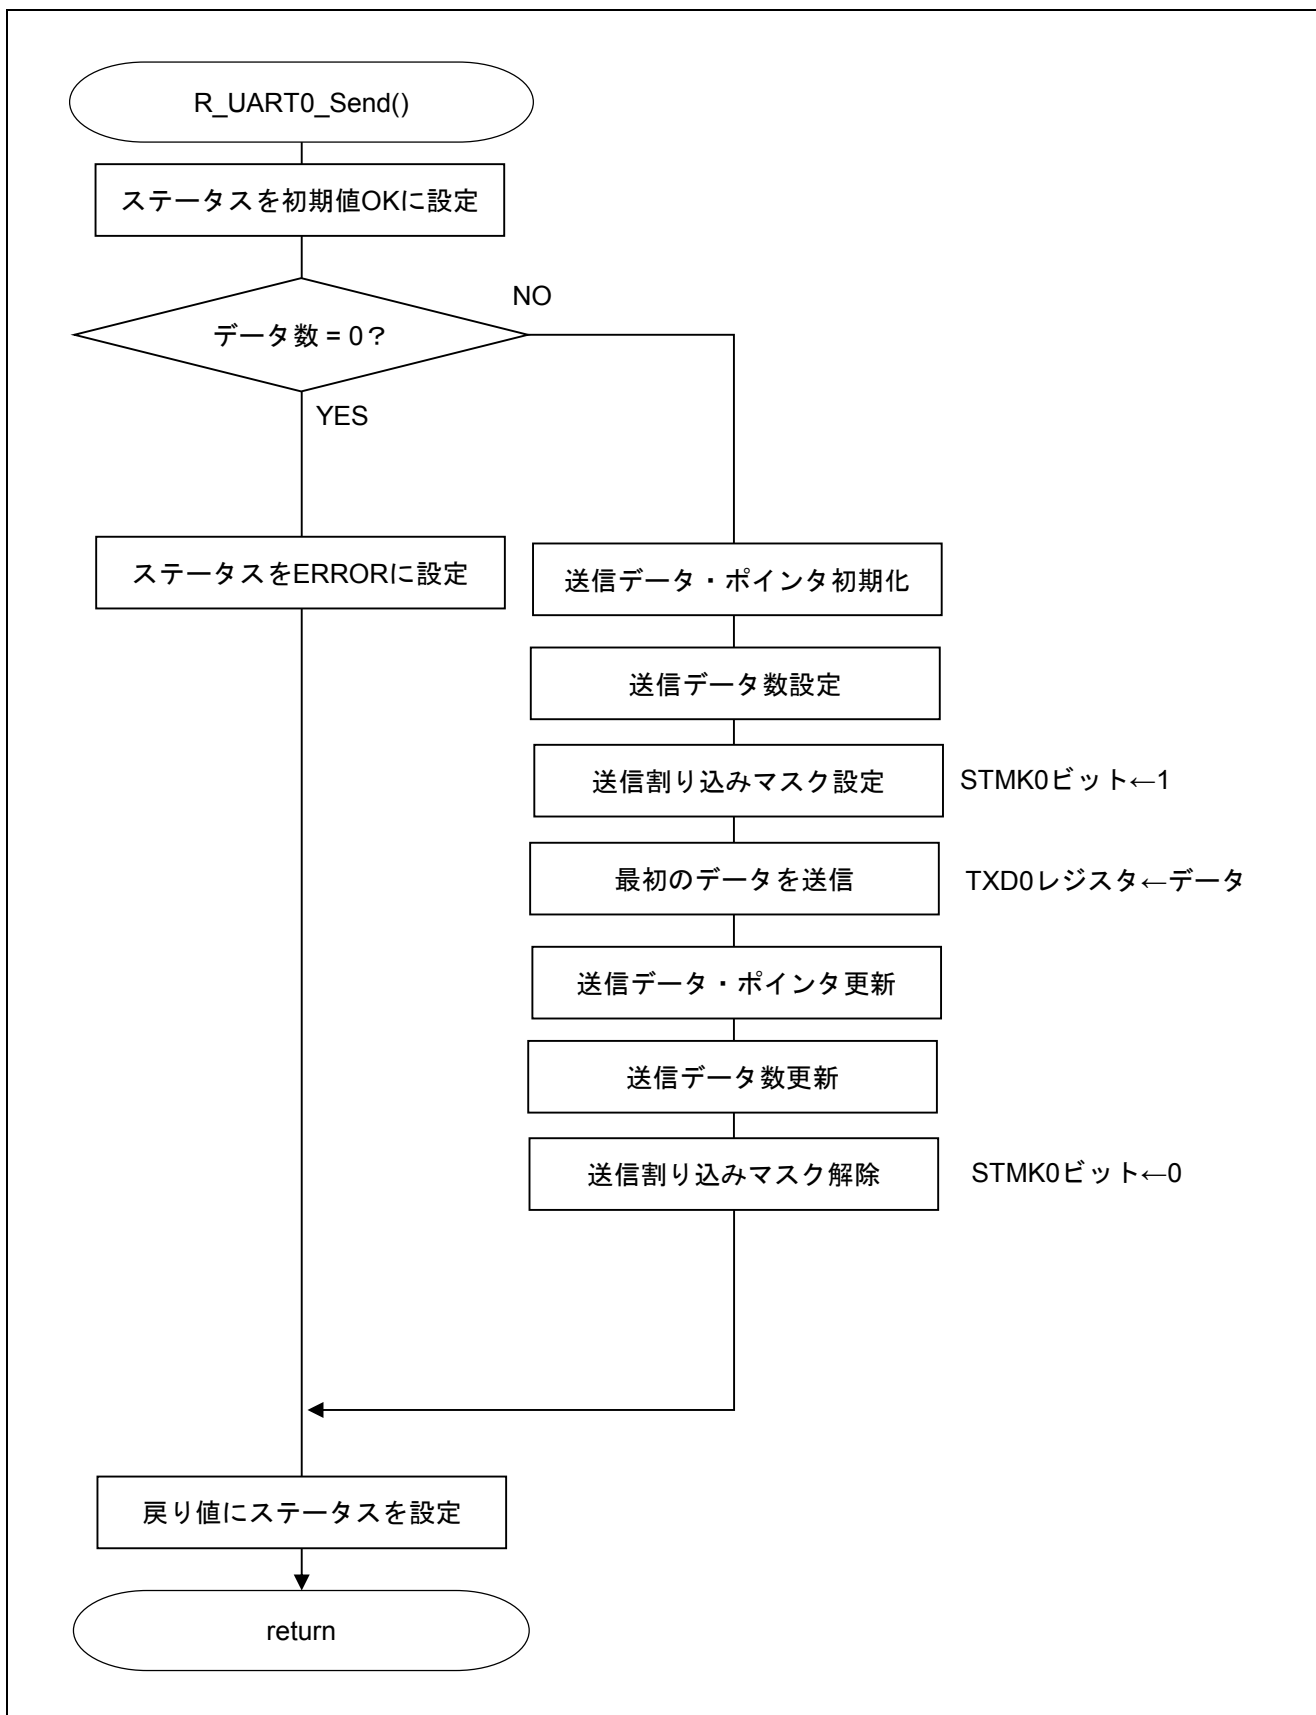 R_UART0_Send()
ステータスを初期値OKに設定
データ数 = 0？
NO
YES
ステータスをERRORに設定
送信データ・ポインタ初期化
送信データ数設定
送信割り込みマスク設定
STMK0ビット←1
最初のデータを送信
TXD0レジスタ←データ
送信データ・ポインタ更新
送信データ数更新
送信割り込みマスク解除
STMK0ビット←0
戻り値にステータスを設定
return